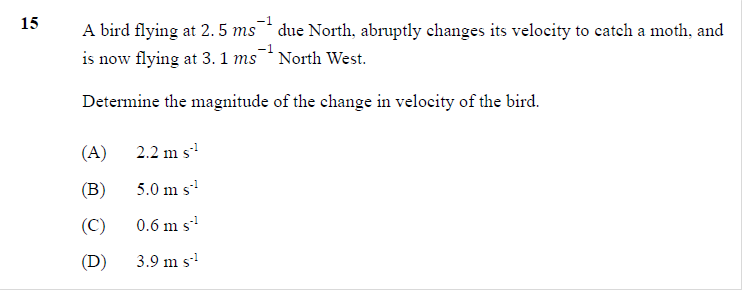 15 A bird flying at 2.5 ms⁻¹ due North, abruptly changes its velocity to catch a moth, and
is now flying at 3.1 ms⁻¹ North West.
Determine the magnitude of the change in velocity of the bird.
(A) 2.2 m s⁻¹
(B) 5.0 m s⁻¹
(C) 0.6 m s⁻¹
(D) 3.9 m s⁻¹